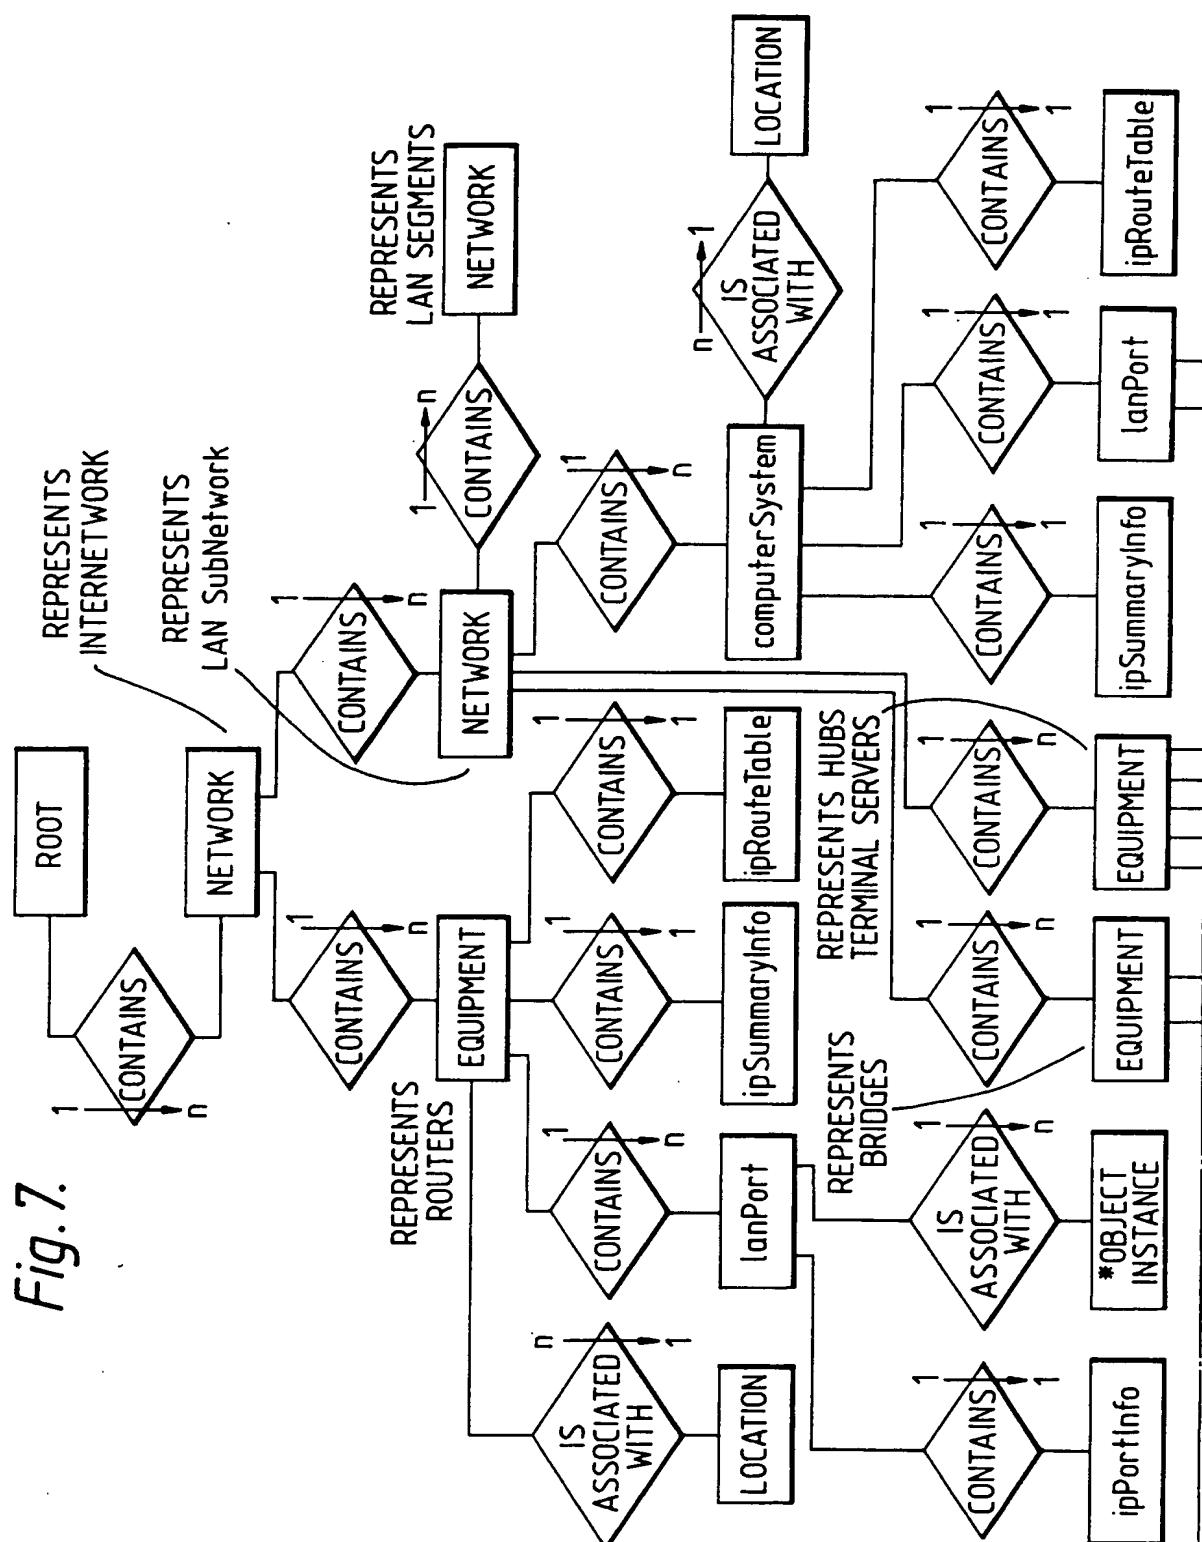 Fig. 7.
ROOT
1
CONTAINS
n
NETWORK
REPRESENTS
INTERNETWORK
REPRESENTS
LAN SubNetwork
1
CONTAINS
n
1
CONTAINS
n
REPRESENTS
ROUTERS
EQUIPMENT
NETWORK
1
CONTAINS
n
REPRESENTS
LAN SEGMENTS
NETWORK
n
IS
ASSOCIATED
WITH
1
1
CONTAINS
n
1
CONTAINS
1
1
CONTAINS
1
1
CONTAINS
n
LOCATION
lanPort
ipSummaryInfo
ipRouteTable
computerSystem
n
IS
ASSOCIATED
WITH
1
LOCATION
REPRESENTS
BRIDGES
REPRESENTS HUBS
TERMINAL SERVERS
1
CONTAINS
1
1
IS
ASSOCIATED
WITH
n
1
CONTAINS
n
1
CONTAINS
n
1
CONTAINS
1
1
CONTAINS
1
1
CONTAINS
1
ipPortInfo
*OBJECT
INSTANCE
EQUIPMENT
EQUIPMENT
ipSummaryInfo
lanPort
ipRouteTable